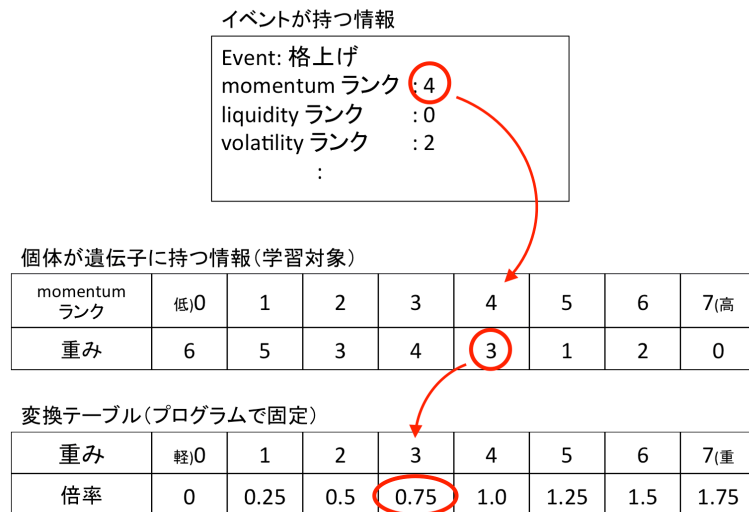 イベントが持つ情報
Event: 格上げ
momentum ランク : 4
liquidity ランク : 0
volatility ランク : 2
:
個体が遺伝子に持つ情報(学習対象)
momentum ランク 低)0 1 2 3 4 5 6 7(高
重み 6 5 3 4 3 1 2 0
変換テーブル(プログラムで固定)
重み 軽)0 1 2 3 4 5 6 7(重
倍率 0 0.25 0.5 0.75 1.0 1.25 1.5 1.75